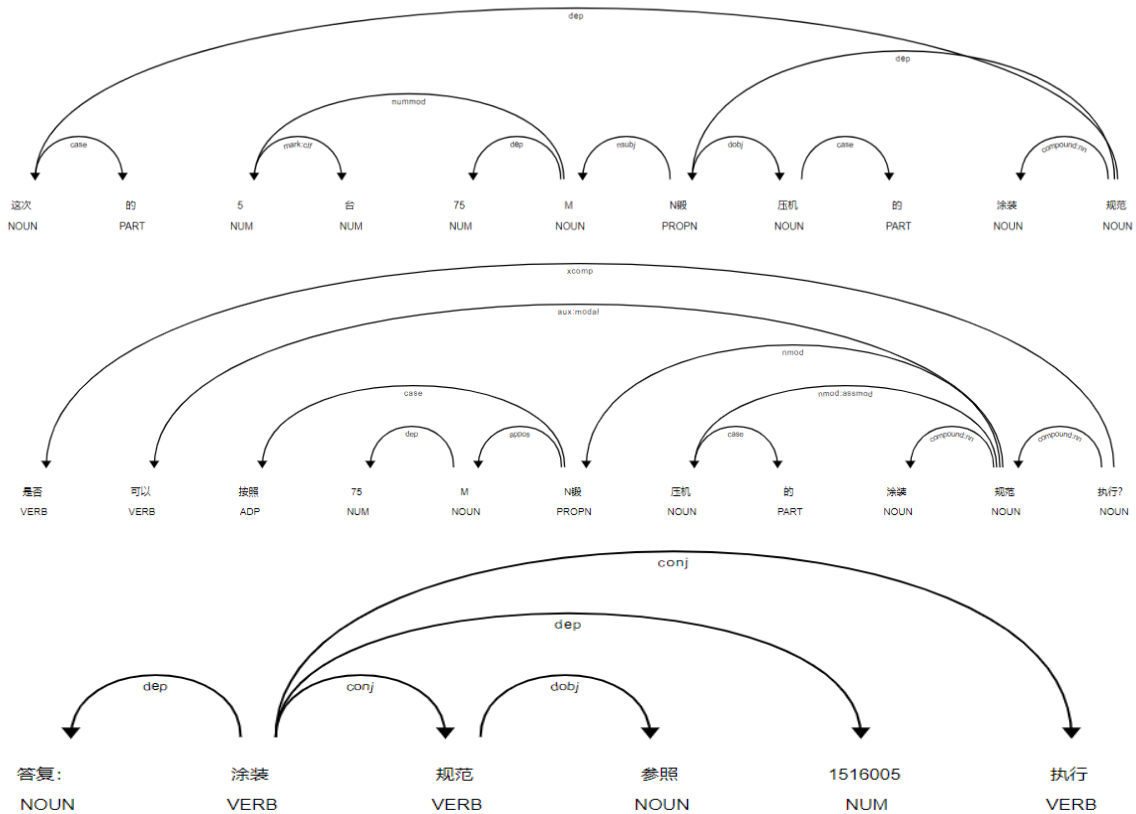 dep
dep
nummod
case mark:clf dep nsubj dobj case compound:nn
这次 的 5 台 75 M N锻 压机 的 涂装 规范
NOUN PART NUM NUM NUM NOUN PROPN NOUN PART NOUN NOUN
xcomp
aux:modal
nmod
case nmod:assmod
dep appos case compound:nn compound:nn
是否 可以 按照 75 M N锻 压机 的 涂装 规范 执行?
VERB VERB ADP NUM NOUN PROPN NOUN PART NOUN NOUN NOUN
conj
dep
dep conj dobj
答复: 涂装 规范 参照 1516005 执行
NOUN VERB VERB NOUN NUM VERB